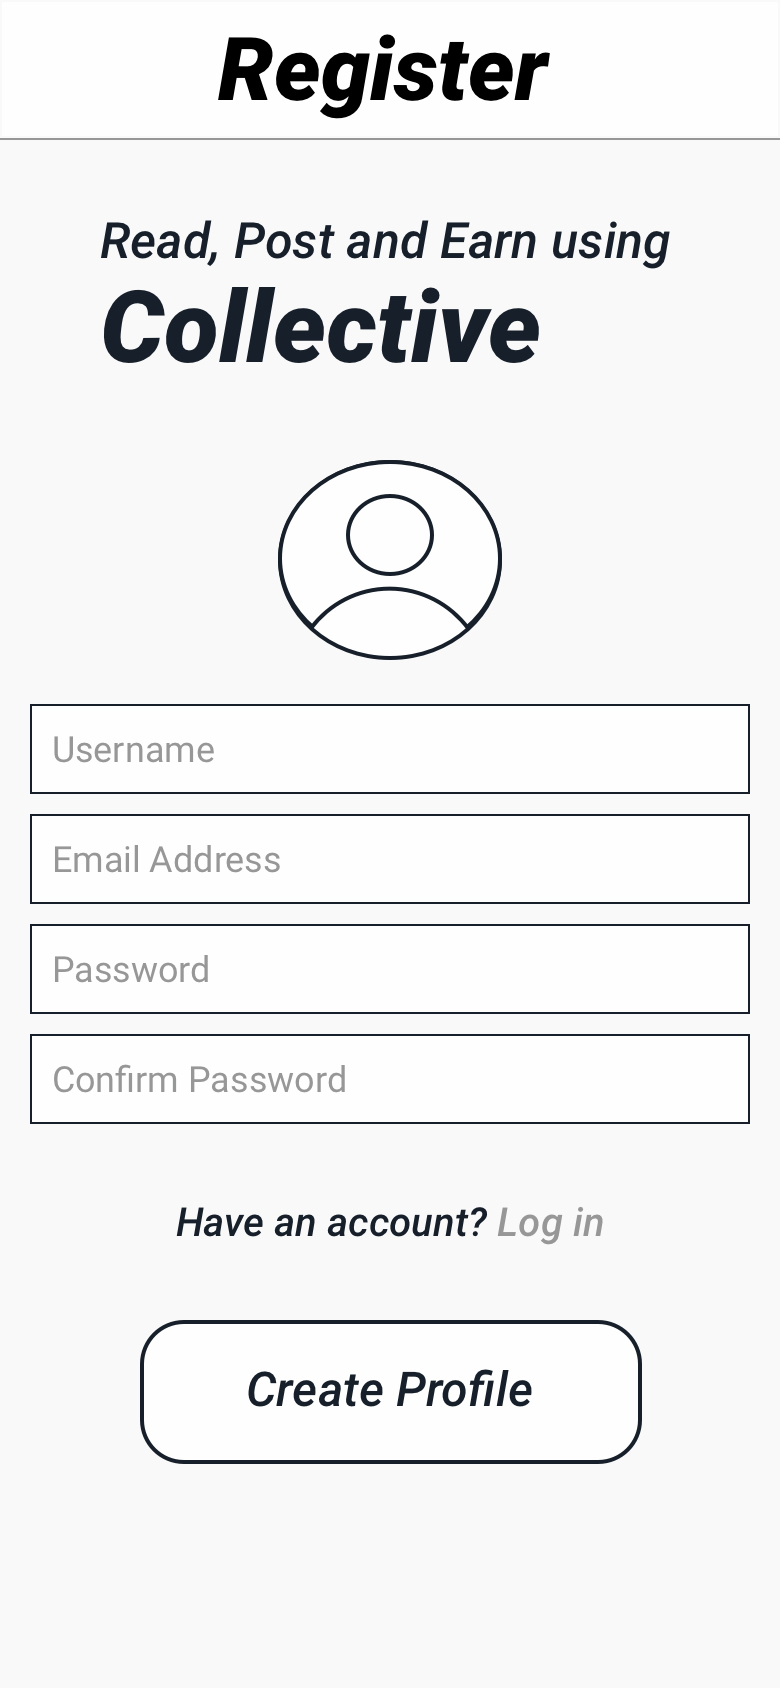 Register
Read, Post and Earn using
Collective
Username
Email Address
Password
Confirm Password
Have an account? Log in
Create Profile